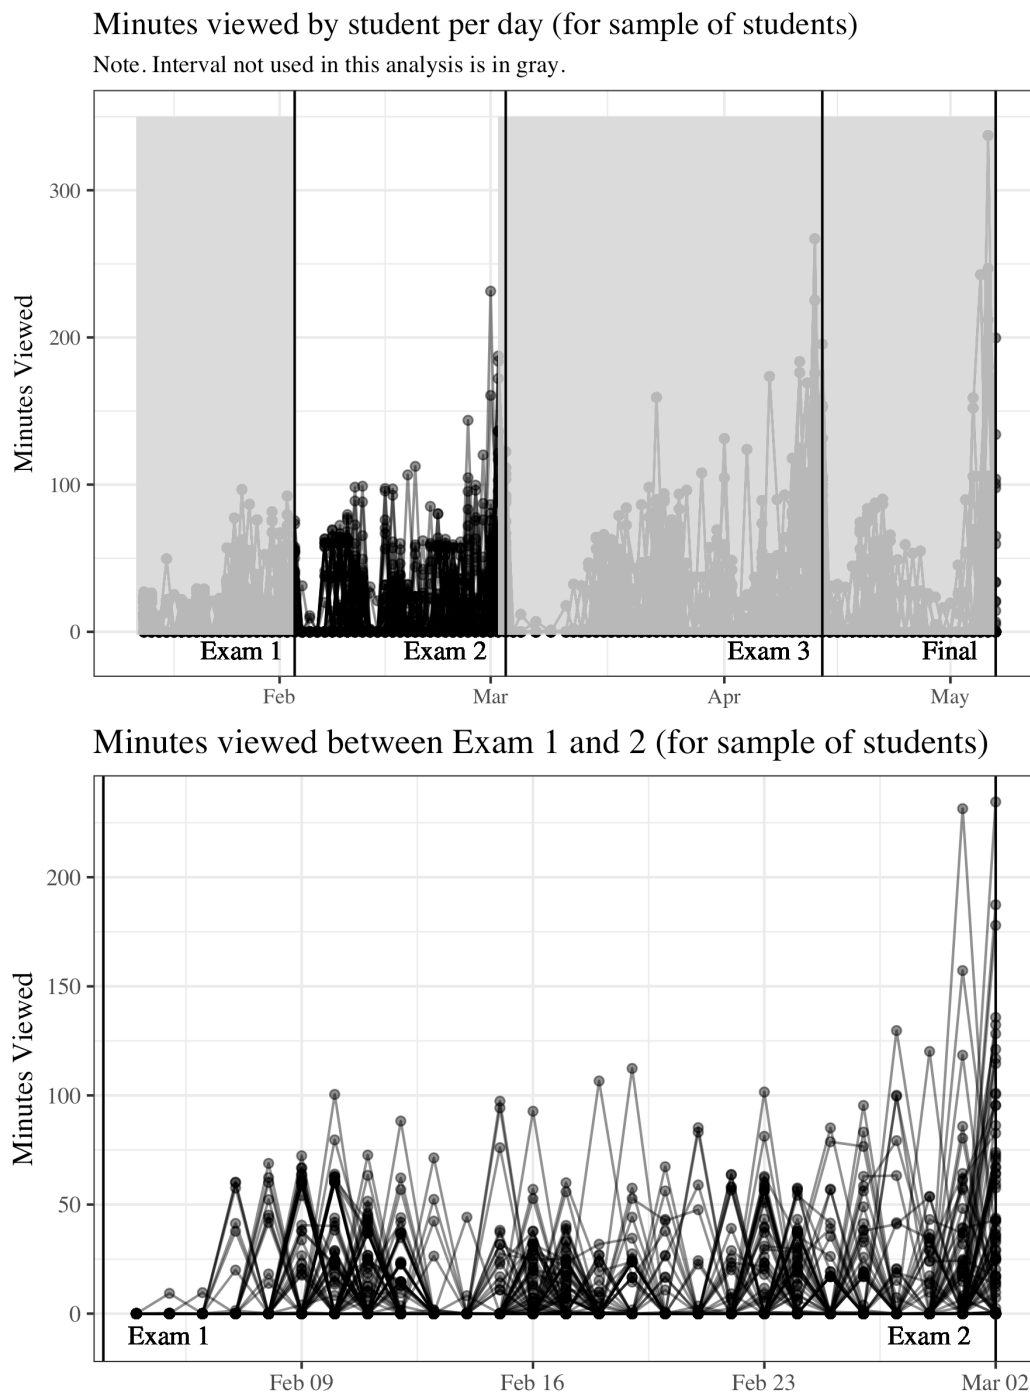 Minutes viewed by student per day (for sample of students)
Note. Interval not used in this analysis is in gray.
Minutes Viewed
300
200
100
0
Exam 1
Exam 2
Exam 3
Final
Feb
Mar
Apr
May
Minutes viewed between Exam 1 and 2 (for sample of students)
Minutes Viewed
200
150
100
50
0
Exam 1
Exam 2
Feb 09
Feb 16
Feb 23
Mar 02